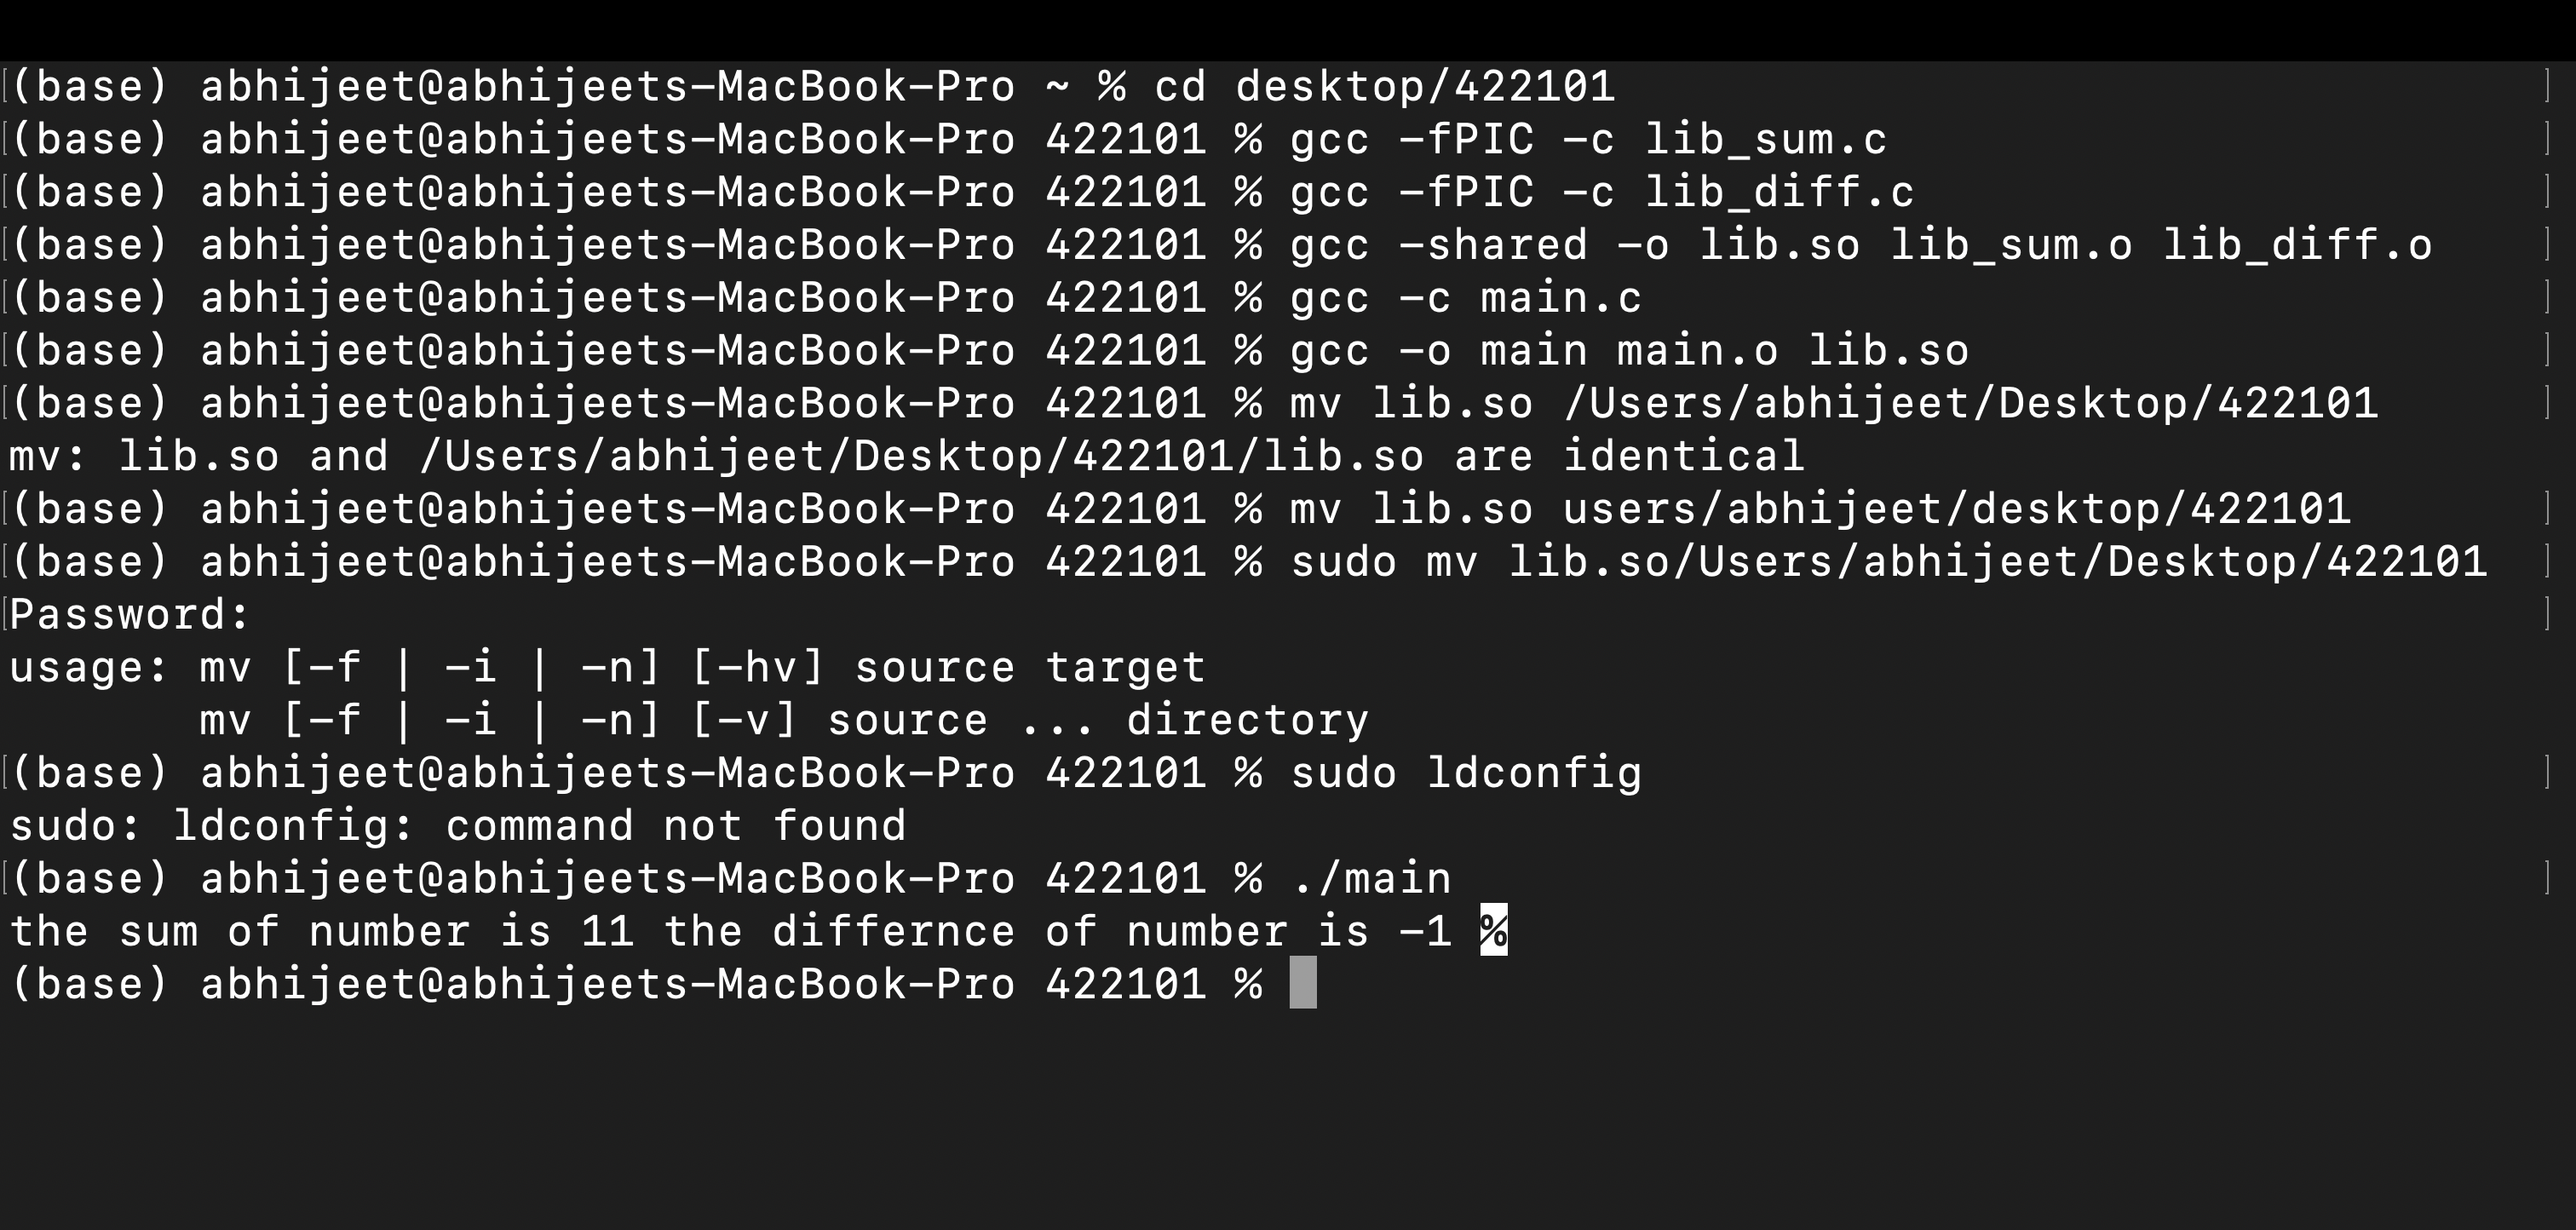 (base) abhijeet@abhijeets-MacBook-Pro ~ % cd desktop/422101
(base) abhijeet@abhijeets-MacBook-Pro 422101 % gcc -fPIC -c lib_sum.c
(base) abhijeet@abhijeets-MacBook-Pro 422101 % gcc -fPIC -c lib_diff.c
(base) abhijeet@abhijeets-MacBook-Pro 422101 % gcc -shared -o lib.so lib_sum.o lib_diff.o
(base) abhijeet@abhijeets-MacBook-Pro 422101 % gcc -c main.c
(base) abhijeet@abhijeets-MacBook-Pro 422101 % gcc -o main main.o lib.so
(base) abhijeet@abhijeets-MacBook-Pro 422101 % mv lib.so /Users/abhijeet/Desktop/422101
mv: lib.so and /Users/abhijeet/Desktop/422101/lib.so are identical
(base) abhijeet@abhijeets-MacBook-Pro 422101 % mv lib.so users/abhijeet/desktop/422101
(base) abhijeet@abhijeets-MacBook-Pro 422101 % sudo mv lib.so/Users/abhijeet/Desktop/422101
Password:
usage: mv [-f | -i | -n] [-hv] source target
       mv [-f | -i | -n] [-v] source ... directory
(base) abhijeet@abhijeets-MacBook-Pro 422101 % sudo ldconfig
sudo: ldconfig: command not found
(base) abhijeet@abhijeets-MacBook-Pro 422101 % ./main
the sum of number is 11 the differnce of number is -1 %
(base) abhijeet@abhijeets-MacBook-Pro 422101 %